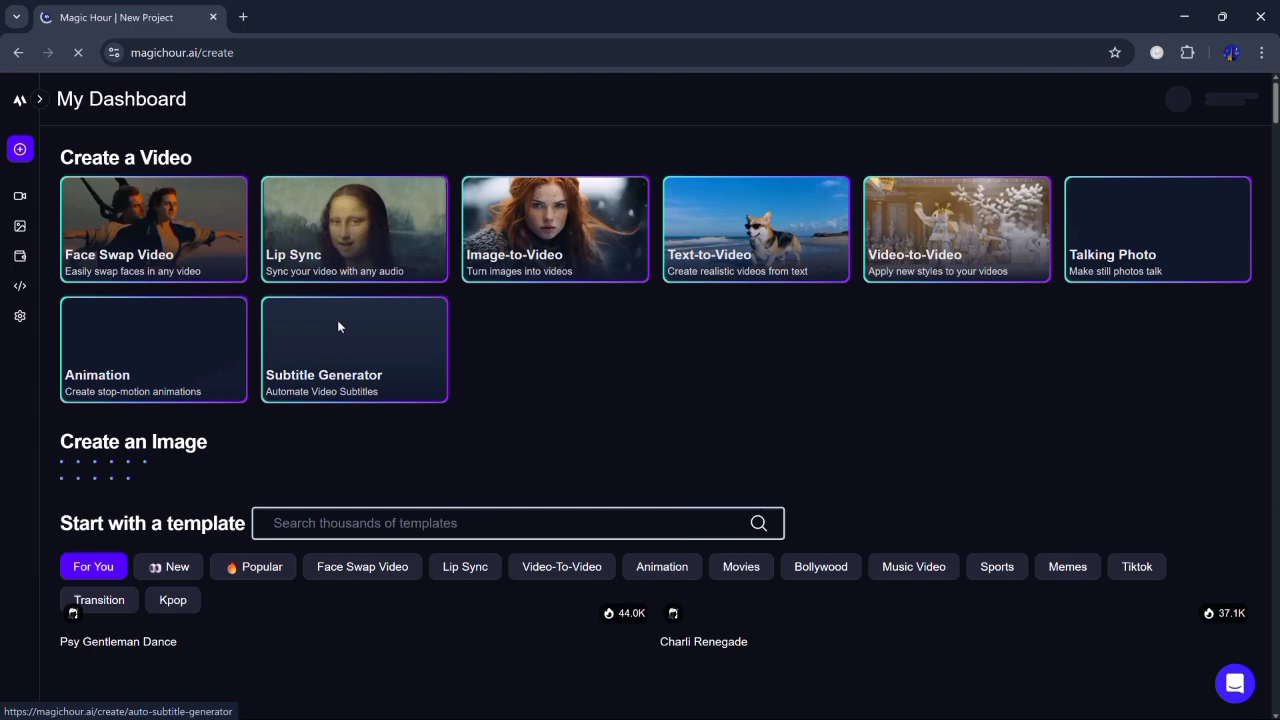 Magic Hour | New Project
magichour.ai/create
My Dashboard
Create a Video
Face Swap Video
Easily swap faces in any video
Lip Sync
Sync your video with any audio
Image-to-Video
Turn images into videos
Text-to-Video
Create realistic videos from text
Video-to-Video
Apply new styles to your videos
Talking Photo
Make still photos talk
Animation
Create stop-motion animations
Subtitle Generator
Automate Video Subtitles
Create an Image
Start with a template
Search thousands of templates
For You
New
Popular
Face Swap Video
Lip Sync
Video-To-Video
Animation
Movies
Bollywood
Music Video
Sports
Memes
Tiktok
Transition
Kpop
44.0K
37.1K
Psy Gentleman Dance
Charli Renegade
https://magichour.ai/create/auto-subtitle-generator